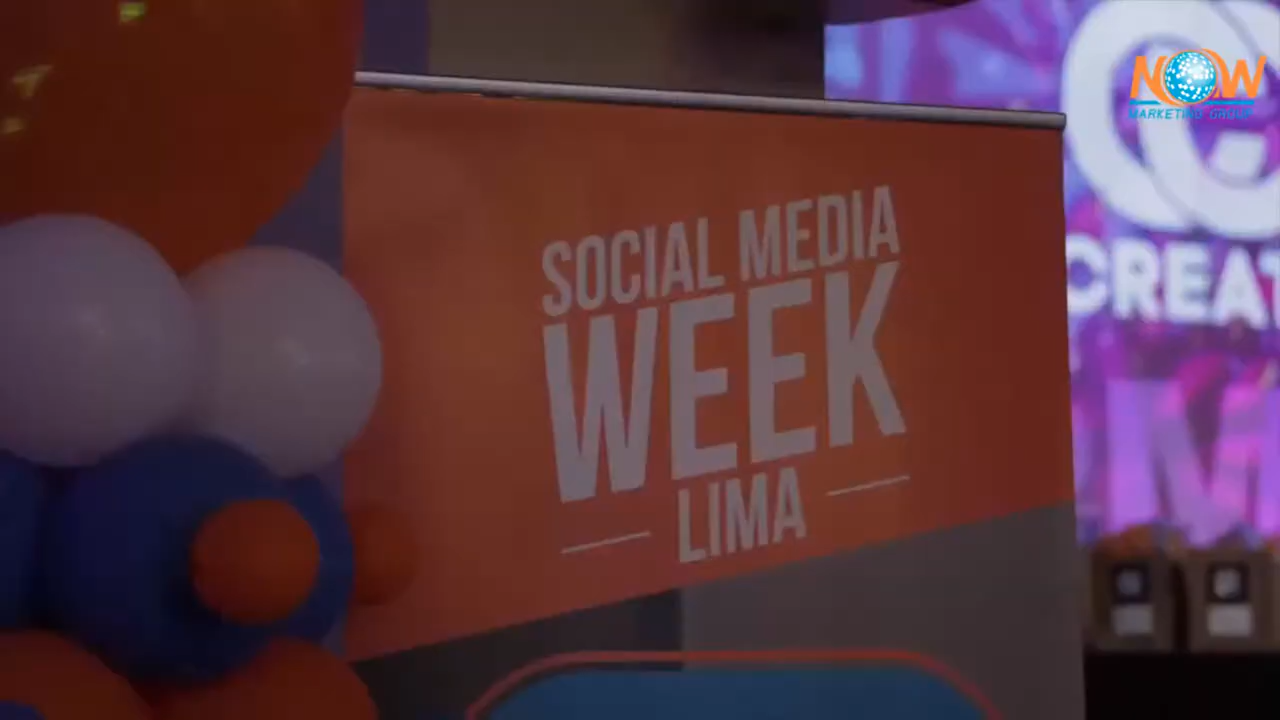 NOW
MARKETING GROUP
SOCIAL MEDIA
WEEK
LIMA
CREAT